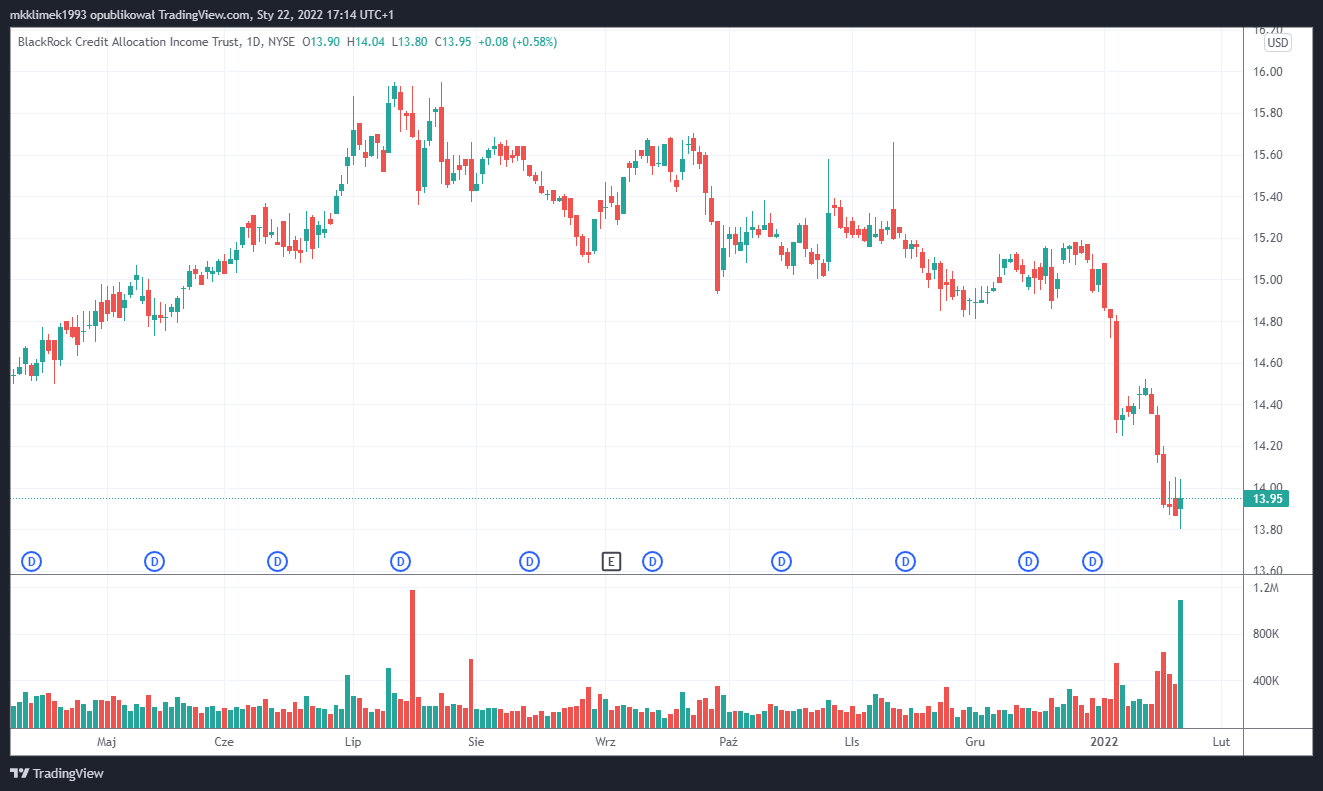 mkklimek1993 opublikował TradingView.com, Sty 22, 2022 17:14 UTC+1
BlackRock Credit Allocation Income Trust, 1D, NYSE O13.90 H14.04 L13.80 C13.95 +0.08 (+0.58%)
16.20
USD
16.00
15.80
15.60
15.40
15.20
15.00
14.80
14.60
14.40
14.20
14.00
13.95
13.80
13.60
D D D D D E D D D D D
1.2M
800K
400K
Maj Cze Lip Sie Wrz Paź LIs Gru 2022 Lut
TradingView